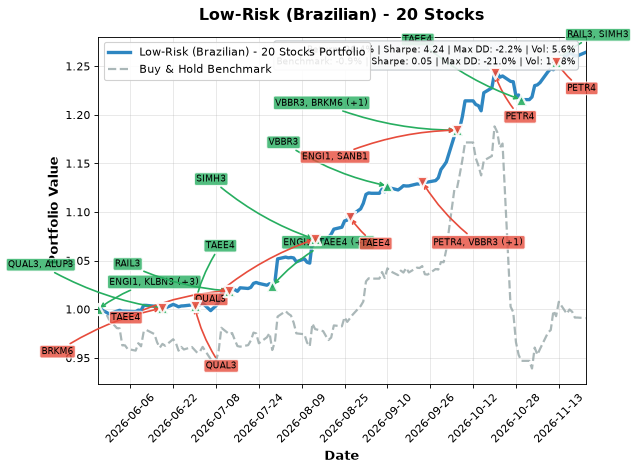 Low-Risk (Brazilian) - 20 Stocks
TAEE4
RAIL3, SIMH3
Low-Risk (Brazilian) - 20 Stocks Portfolio
Buy & Hold Benchmark
| Sharpe: 4.24 | Max DD: -2.2% | Vol: 5.6%
| Sharpe: 0.05 | Max DD: -21.0% | Vol:
PETR4
VBBR3, BRKM6 (+1)
PETR4
VBBR3
ENGI1, SANB1
SIMH3
TAEE4
ENGI1, TAEE4
TAEE4
PETR4, VBBR3 (+1)
QUAL3, ALUP3
RAIL3
ENGI1, KLBN3 (+3)
QUAL3
TAEE4
BRKM6
QUAL3
Portfolio Value
1.25
1.20
1.15
1.10
1.05
1.00
0.95
2026-06-06
2026-06-22
2026-07-08
2026-07-24
2026-08-09
2026-08-25
2026-09-10
2026-09-26
2026-10-12
2026-10-28
2026-11-13
Date